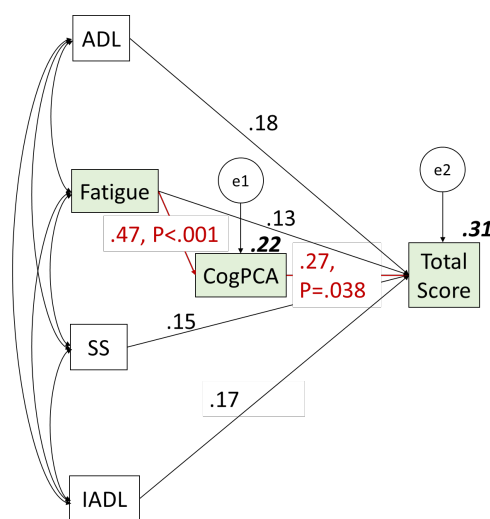 ADL
.18
e1
e2
Fatigue
.13
.31
.47, P<.001
.22
CogPCA
.27,
P=.038
Total
Score
.15
SS
.17
IADL